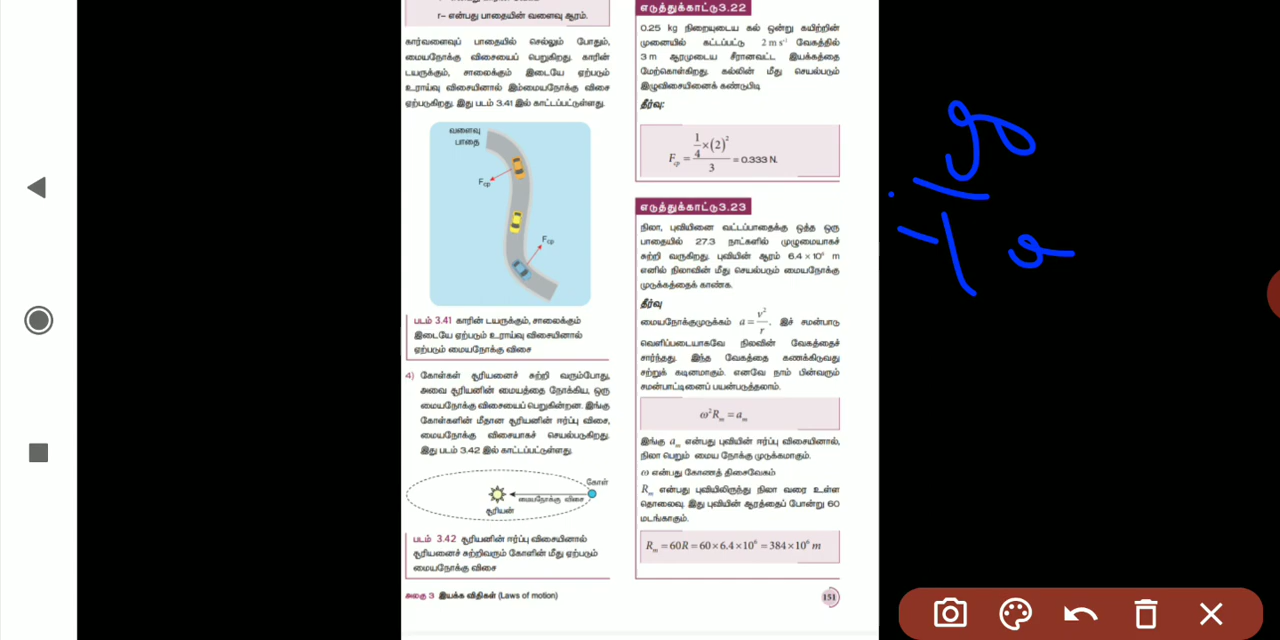 r– என்பது பாதையின் வளைவு ஆரம்.
கார்வளைவுப் பாதையில் செல்லும் போதும்,
மையநோக்கு விசையைப் பெறுகிறது. காரின்
டயருக்கும், சாலைக்கும் இடையே ஏற்படும்
உராய்வு விசையினால் இம்மையநோக்கு விசை
ஏற்படுகிறது. இது படம் 3.41 இல் காட்டப்பட்டுள்ளது.
வளைவு
பாதை
Fcp
Fcp
படம் 3.41 காரின் டயருக்கும், சாலைக்கும்
இடையே ஏற்படும் உராய்வு விசையினால்
ஏற்படும் மையநோக்கு விசை
4) கோள்கள் சூரியனைச் சுற்றி வரும்போது,
அவை சூரியனின் மையத்தை நோக்கிய, ஒரு
மையநோக்கு விசையைப் பெறுகின்றன. இங்கு
கோள்களின் மீதான சூரியனின் ஈர்ப்பு விசை,
மையநோக்கு விசையாகச் செயல்படுகிறது.
இது படம் 3.42 இல் காட்டப்பட்டுள்ளது.
கோள்
மையநோக்கு விசை
சூரியன்
படம் 3.42 சூரியனின் ஈர்ப்பு விசையினால்
சூரியனைச் சுற்றிவரும் கோளின் மீது ஏற்படும்
மையநோக்கு விசை
அலகு 3 இயக்க விதிகள் (Laws of motion)
எடுத்துக்காட்டு3.22
0.25 kg நிறையுடைய கல் ஒன்று கயிற்றின்
முனையில் கட்டப்பட்டு 2 m s⁻¹ வேகத்தில்
3 m ஆரமுடைய சீரானவட்ட இயக்கத்தை
மேற்கொள்கிறது. கல்லின் மீது செயல்படும்
இழுவிசையினைக் கண்டுபிடி
தீர்வு:
Fcp = (1/4 × (2)²) / 3 = 0.333 N.
எடுத்துக்காட்டு3.23
நிலா, புவியினை வட்டப்பாதைக்கு ஒத்த ஒரு
பாதையில் 27.3 நாட்களில் முழுமையாகச்
சுற்றி வருகிறது. புவியின் ஆரம் 6.4 × 10⁶ m
எனில் நிலாவின் மீது செயல்படும் மையநோக்கு
முடுக்கத்தைக் காண்க.
தீர்வு
மையநோக்குமுடுக்கம் a = v²/r. இச் சமன்பாடு
வெளிப்படையாகவே நிலவின் வேகத்தைச்
சார்ந்தது. இந்த வேகத்தை கணக்கிடுவது
சற்றுக் கடினமாகும். எனவே நாம் பின்வரும்
சமன்பாட்டினைப் பயன்படுத்தலாம்.
ω²Rm = am
இங்கு am என்பது புவியின் ஈர்ப்பு விசையினால்,
நிலா பெறும் மைய நோக்கு முடுக்கமாகும்.
ω என்பது கோணத் திசைவேகம்
Rm என்பது புவியிலிருந்து நிலா வரை உள்ள
தொலைவு. இது புவியின் ஆரத்தைப் போன்று 60
மடங்காகும்.
Rm = 60R = 60 × 6.4 × 10⁶ = 384 × 10⁶ m
151